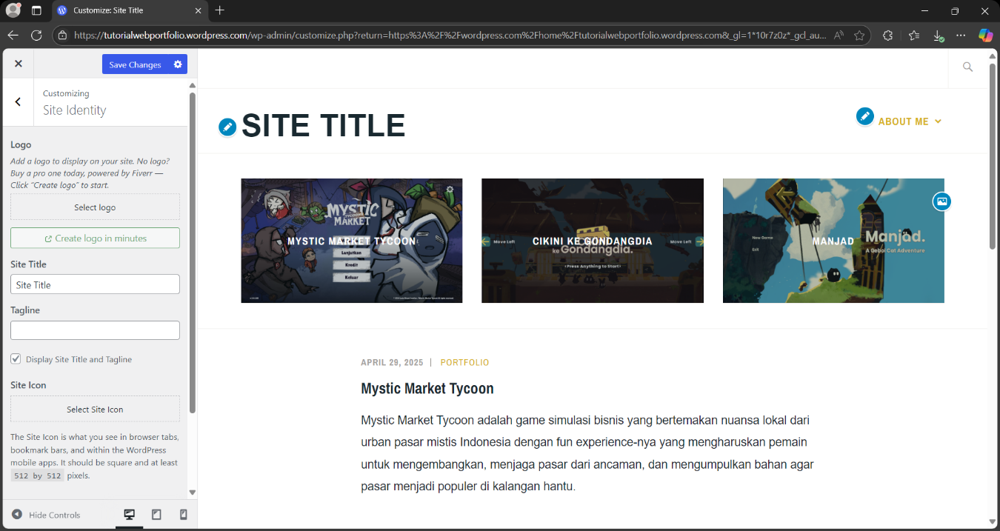 Customize: Site Title
https://tutorialwebportfolio.wordpress.com/wp-admin/customize.php?return=https%3A%2F%2Fwordpress.com%2Fhome%2Ftutorialwebportfolio.wordpress.com&_gl=1*10r7z0z*_gcl_au...
Save Changes
Customizing
Site Identity
Logo
Add a logo to display on your site. No logo?
Buy a pro one today, powered by Fiverr —
Click “Create logo” to start.
Select logo
Create logo in minutes
Site Title
Site Title
Tagline
Display Site Title and Tagline
Site Icon
Select Site Icon
The Site Icon is what you see in browser tabs,
bookmark bars, and within the WordPress
mobile apps. It should be square and at least
512 by 512 pixels.
Hide Controls
SITE TITLE
ABOUT ME
MYSTIC
MARKET
MYSTIC MARKET TYCOON
Lanjutkan
Kredit
Keluar
Move Left
CIKINI KE GONDANGDIA
Move Left
ke Gondangdia.
<Press Anything to Start>
New Game
Exit
MANJAD
Manjad.
A Geboi Cat Adventure
APRIL 29, 2025 | PORTFOLIO
Mystic Market Tycoon
Mystic Market Tycoon adalah game simulasi bisnis yang bertemakan nuansa lokal dari
urban pasar mistis Indonesia dengan fun experience-nya yang mengharuskan pemain
untuk mengembangkan, menjaga pasar dari ancaman, dan mengumpulkan bahan agar
pasar menjadi populer di kalangan hantu.